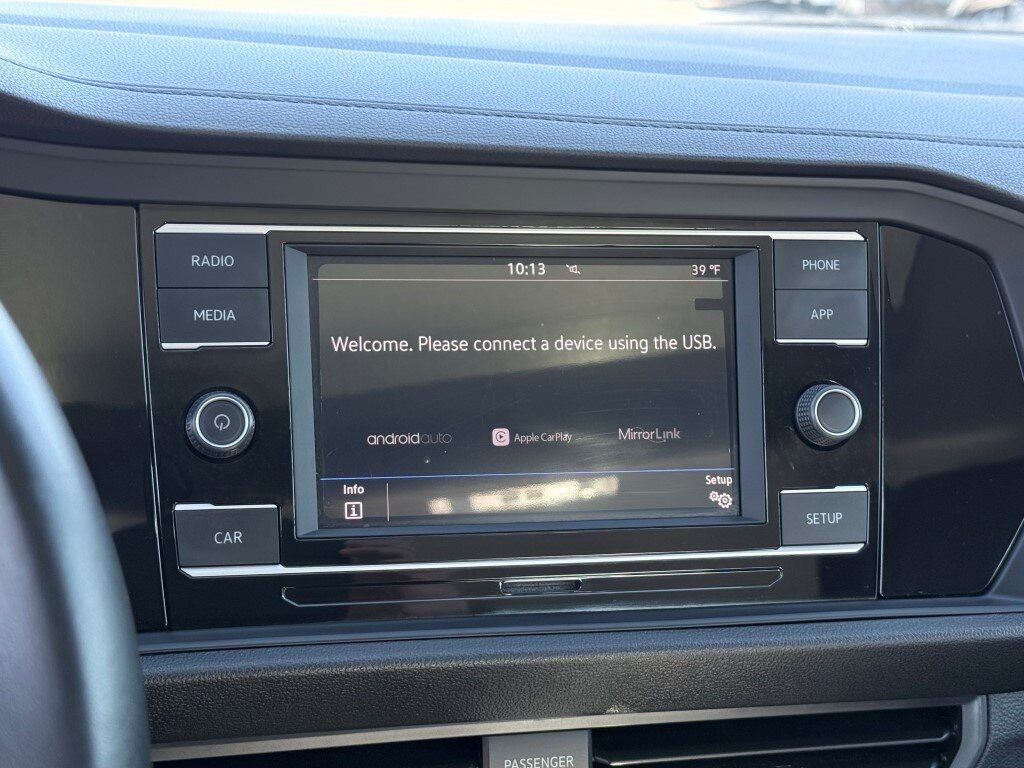 RADIO
MEDIA
10:13
39 °F
Welcome. Please connect a device using the USB.
androidauto
Apple CarPlay
MirrorLink
Info
i
Setup
PHONE
APP
CAR
SETUP
PASSENGER